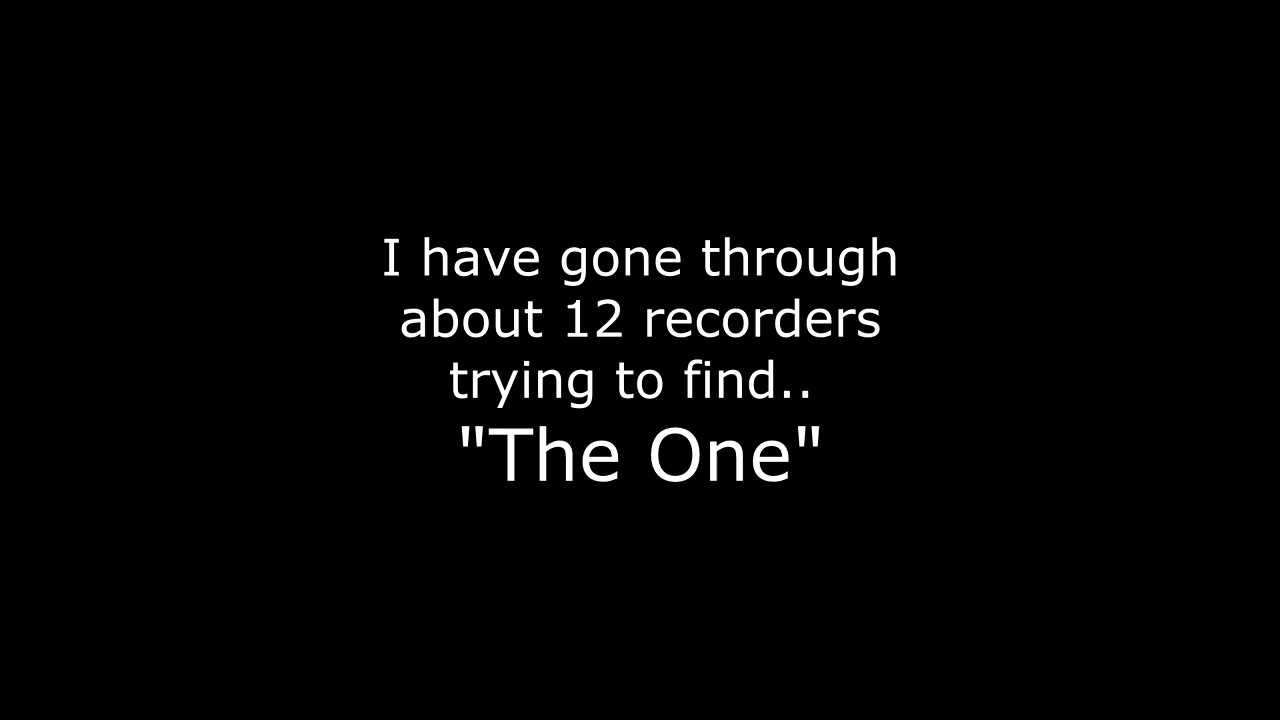 I have gone through
about 12 recorders
trying to find..
"The One"